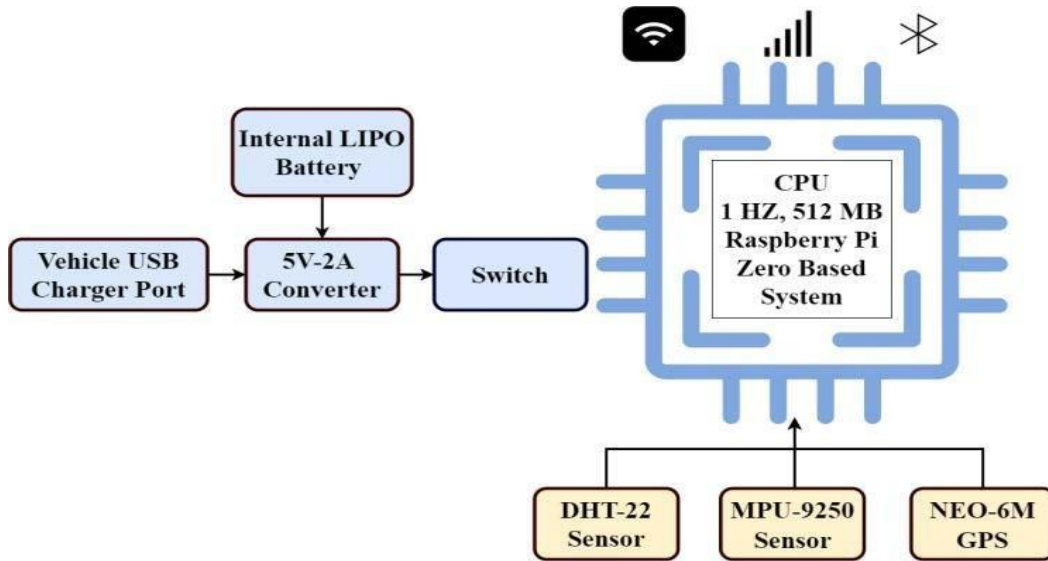 Internal LIPO
Battery
Vehicle USB
Charger Port
5V-2A
Converter
Switch
CPU
1 HZ, 512 MB
Raspberry Pi
Zero Based
System
DHT-22
Sensor
MPU-9250
Sensor
NEO-6M
GPS